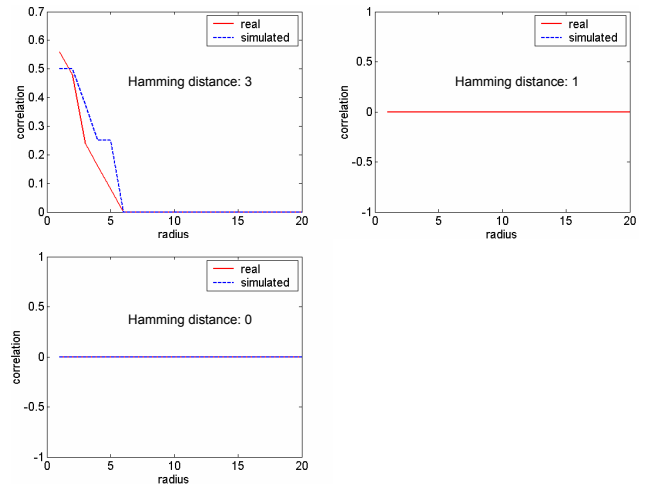 0.7
0.6
0.5
0.4
0.3
0.2
0.1
0
correlation
real
simulated
Hamming distance: 3
0 5 10 15 20
radius
1
0.5
0
-0.5
-1
correlation
real
simulated
Hamming distance: 1
0 5 10 15 20
radius
1
0.5
0
-0.5
-1
correlation
real
simulated
Hamming distance: 0
0 5 10 15 20
radius